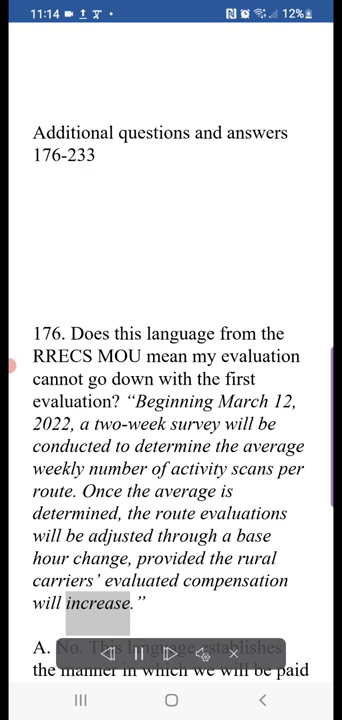 11:14
12%
Additional questions and answers
176-233
176. Does this language from the
RRECS MOU mean my evaluation
cannot go down with the first
evaluation? “Beginning March 12,
2022, a two-week survey will be
conducted to determine the average
weekly number of activity scans per
route. Once the average is
determined, the route evaluations
will be adjusted through a base
hour change, provided the rural
carriers’ evaluated compensation
will increase.”
A. No. This language establishes
the manner in which we will be paid